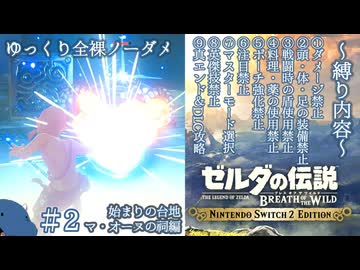 ゆっくり全裸ノーダメ
#2
始まりの台地
マ・オーヌの祠編
～縛り内容～
①ダメージ禁止
②頭・体・足の装備禁止
③戦闘時の盾使用禁止
④料理・薬の使用禁止
⑤ポーチ強化禁止
⑥注目禁止
⑦マスターモード選択
⑧英傑技禁止
⑨真エンド&DLC攻略
ゼルダの伝説
THE LEGEND OF ZELDA
BREATH OF THE WILD
NINTENDO SWITCH 2 EDITION